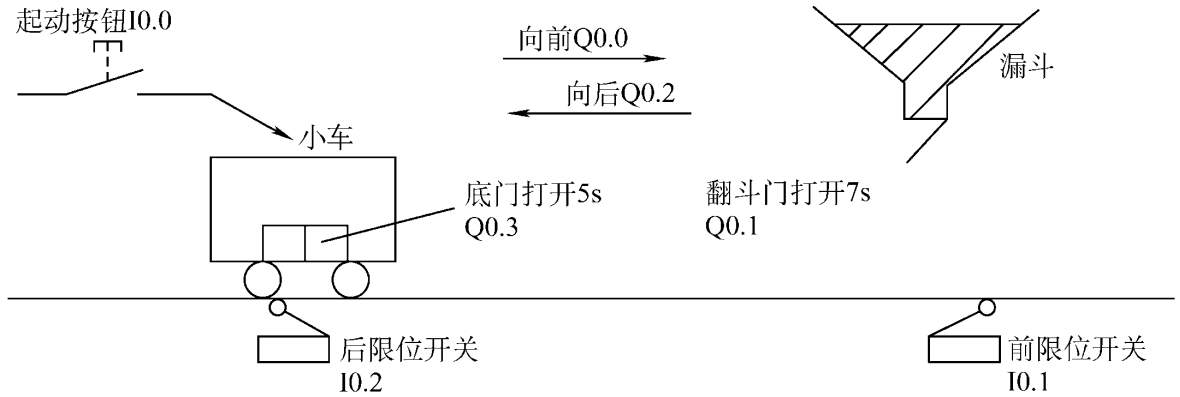 起动按钮I0.0
向前Q0.0
向后Q0.2
漏斗
小车
底门打开5s
Q0.3
翻斗门打开7s
Q0.1
后限位开关
I0.2
前限位开关
I0.1